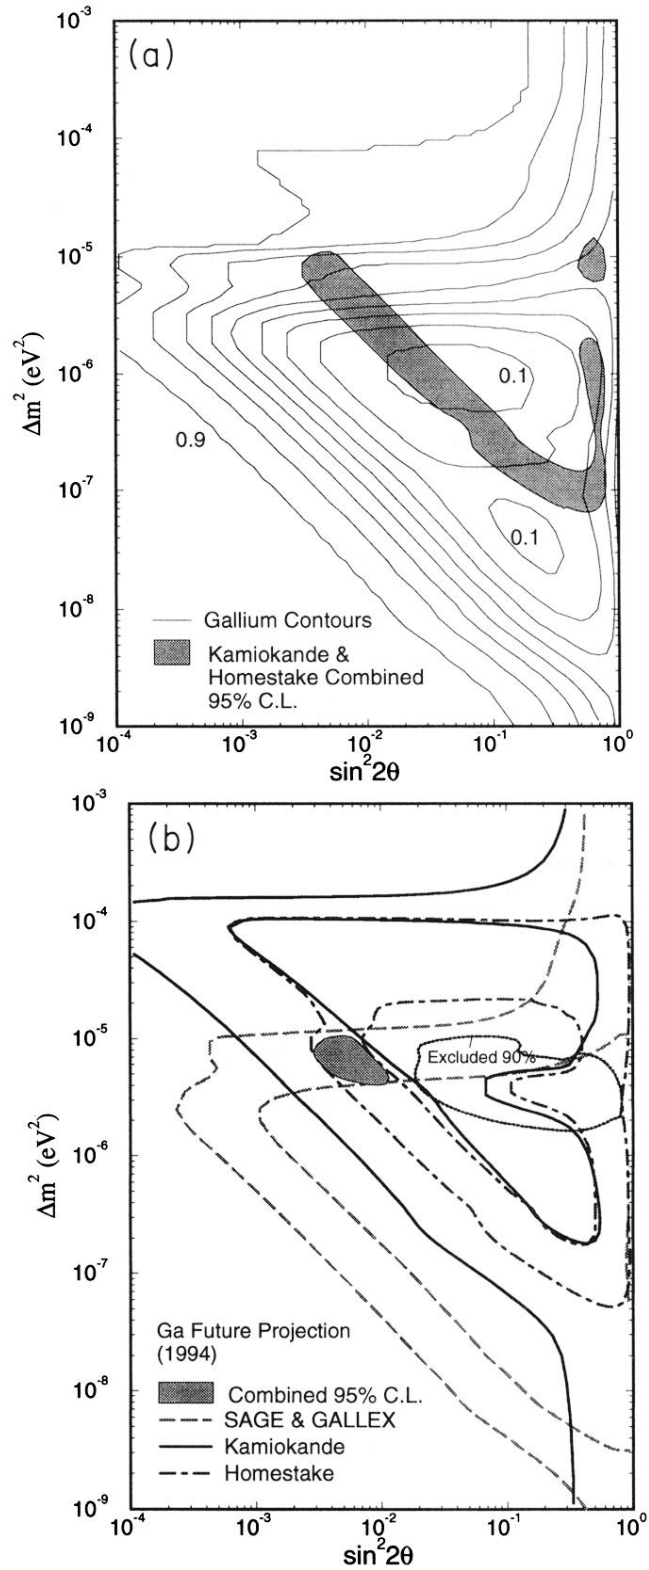 (a)
10⁻³
10⁻⁴
10⁻⁵
10⁻⁶
10⁻⁷
10⁻⁸
10⁻⁹
Δm² (eV²)
0.1
0.9
0.1
Gallium Contours
Kamiokande &
Homestake Combined
95% C.L.
10⁻⁴ 10⁻³ 10⁻² 10⁻¹ 10⁰
sin²2θ
(b)
10⁻³
10⁻⁴
10⁻⁵
10⁻⁶
10⁻⁷
10⁻⁸
10⁻⁹
Δm² (eV²)
Excluded 90%
Ga Future Projection
(1994)
Combined 95% C.L.
SAGE & GALLEX
Kamiokande
Homestake
10⁻⁴ 10⁻³ 10⁻² 10⁻¹ 10⁰
sin²2θ